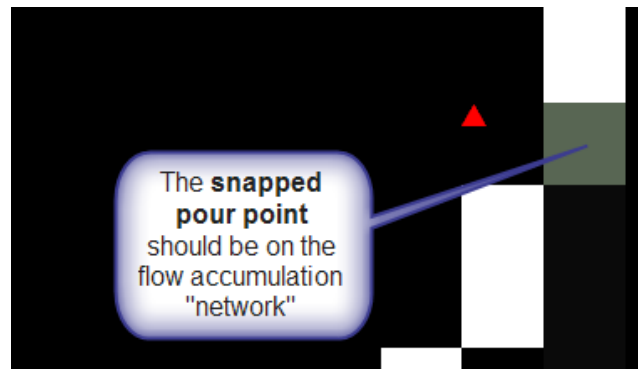 The snapped
pour point
should be on the
flow accumulation
"network"